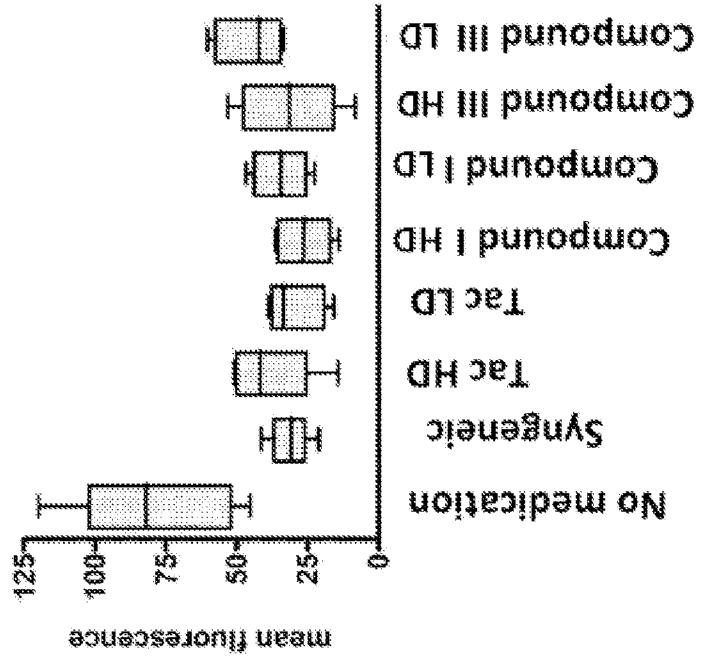 mean fluorescence
125
100
75
50
25
0
No medication
Syngeneic
Tac HD
Tac LD
Compound I HD
Compound I LD
Compound III HD
Compound III LD